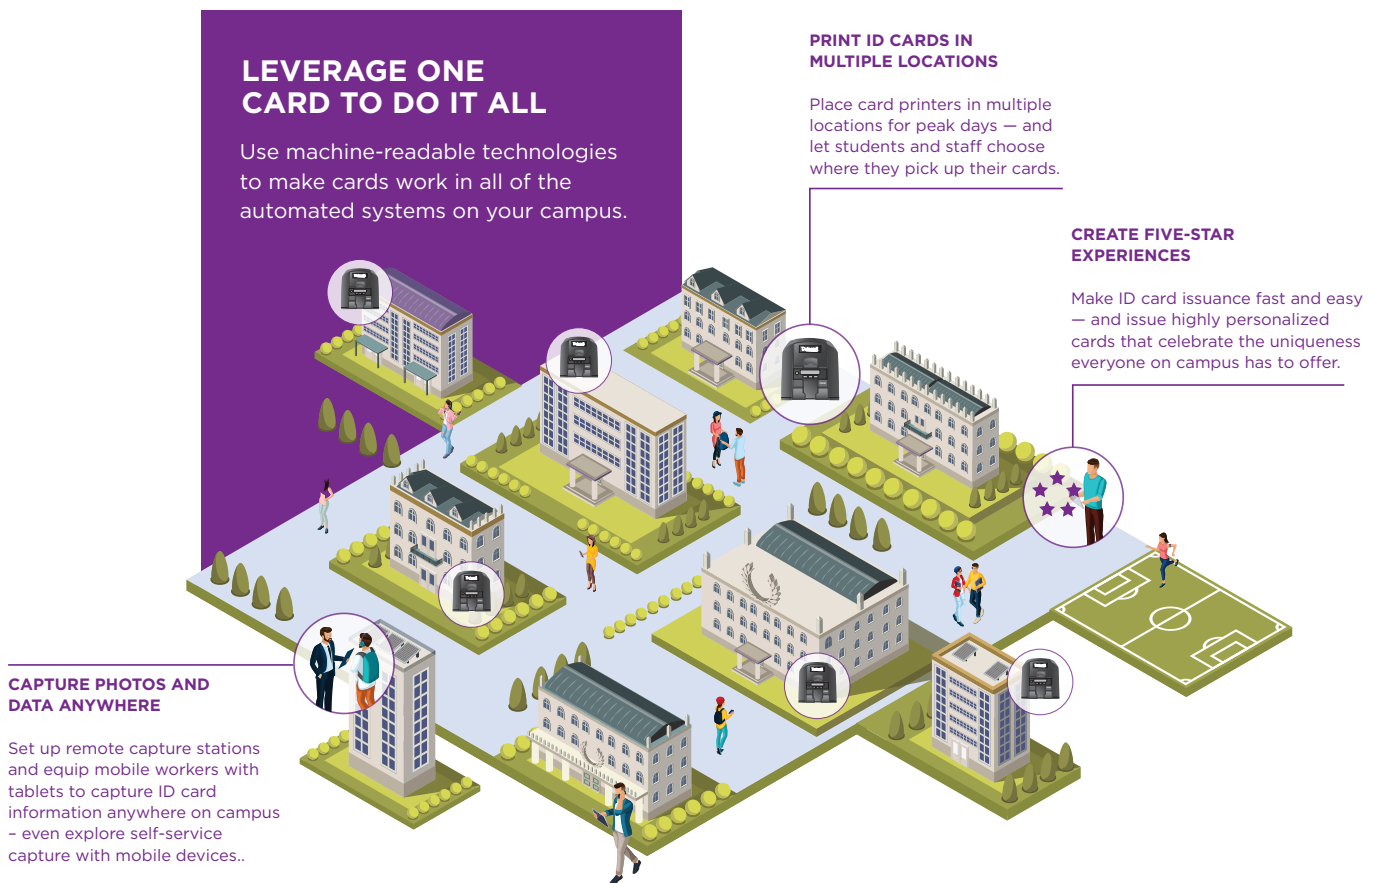 LEVERAGE ONE
CARD TO DO IT ALL
Use machine-readable technologies
to make cards work in all of the
automated systems on your campus.
PRINT ID CARDS IN
MULTIPLE LOCATIONS
Place card printers in multiple
locations for peak days — and
let students and staff choose
where they pick up their cards.
CREATE FIVE-STAR
EXPERIENCES
Make ID card issuance fast and easy
— and issue highly personalized
cards that celebrate the uniqueness
everyone on campus has to offer.
CAPTURE PHOTOS AND
DATA ANYWHERE
Set up remote capture stations
and equip mobile workers with
tablets to capture ID card
information anywhere on campus
– even explore self-service
capture with mobile devices..